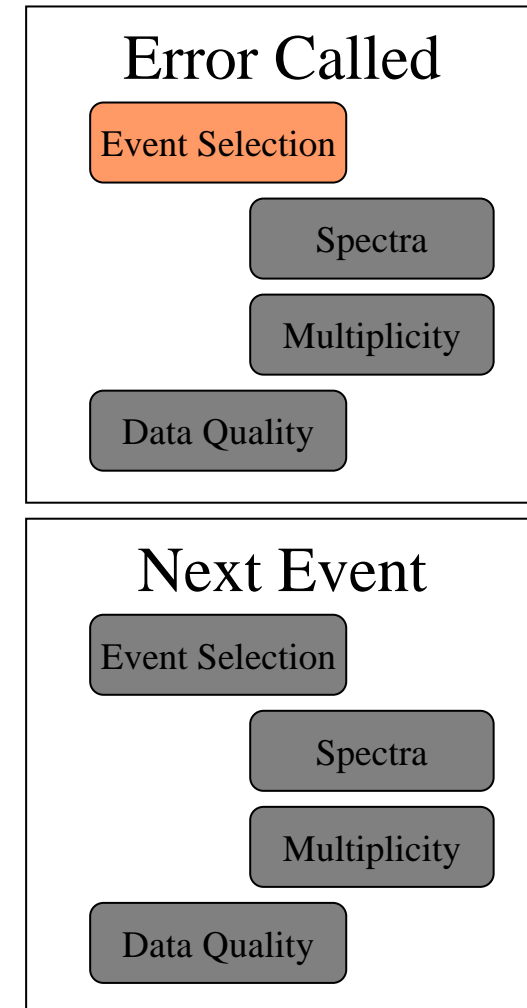 Error Called
Event Selection
Spectra
Multiplicity
Data Quality
Next Event
Event Selection
Spectra
Multiplicity
Data Quality